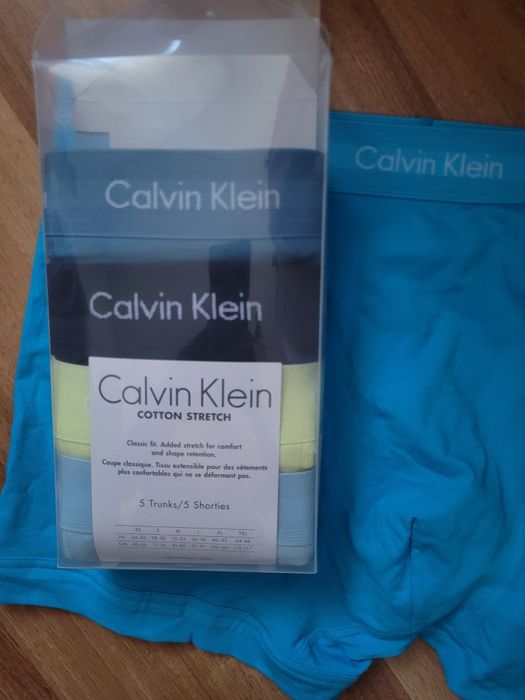 Calvin Klein
Calvin Klein
Calvin Klein
Calvin Klein
COTTON STRETCH
Classic fit. Added stretch for comfort
and shape retention.
Coupe classique. Tissu extensible pour des vêtements
plus confortables qui ne se déforment pas.
5 Trunks/5 Shorties
XS S M L XL XXL